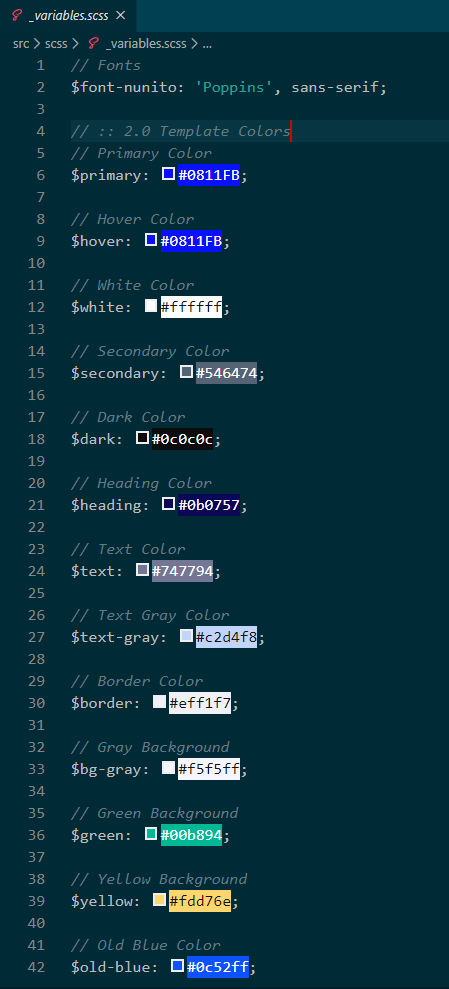 _variables.scss ×
src > scss > _variables.scss > ...
1 // Fonts
2 $font-nunito: 'Poppins', sans-serif;
3
4 // :: 2.0 Template Colors
5 // Primary Color
6 $primary: #0811FB;
7
8 // Hover Color
9 $hover: #0811FB;
10
11 // White Color
12 $white: #ffffff;
13
14 // Secondary Color
15 $secondary: #546474;
16
17 // Dark Color
18 $dark: #0c0c0c;
19
20 // Heading Color
21 $heading: #0b0757;
22
23 // Text Color
24 $text: #747794;
25
26 // Text Gray Color
27 $text-gray: #c2d4f8;
28
29 // Border Color
30 $border: #eff1f7;
31
32 // Gray Background
33 $bg-gray: #f5f5ff;
34
35 // Green Background
36 $green: #00b894;
37
38 // Yellow Background
39 $yellow: #fdd76e;
40
41 // Old Blue Color
42 $old-blue: #0c52ff;